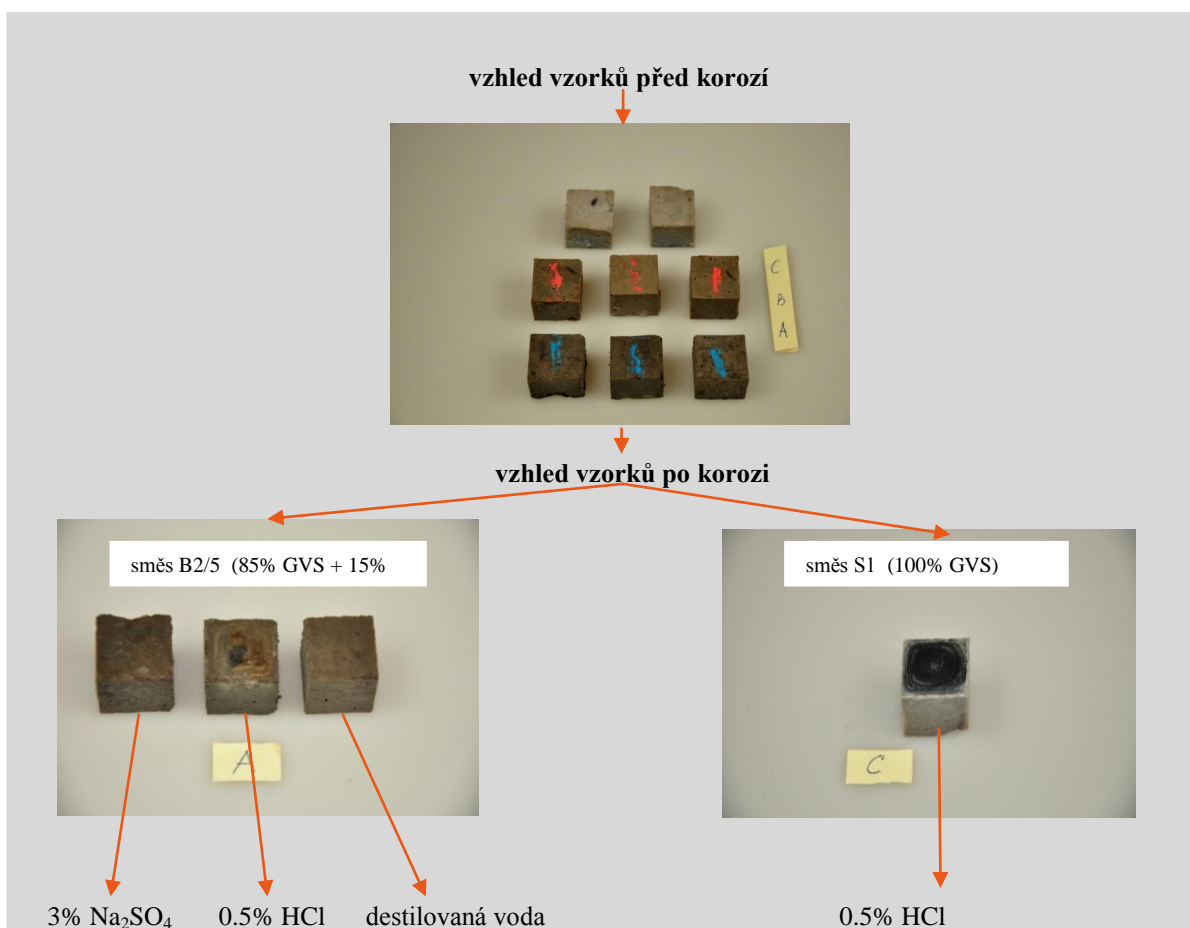 vzhled vzorků před korozí
C
B
A
vzhled vzorků po korozi
směs B2/5 (85% GVS + 15%
směs S1 (100% GVS)
A
C
3% Na₂SO₄ 0.5% HCl destilovaná voda 0.5% HCl